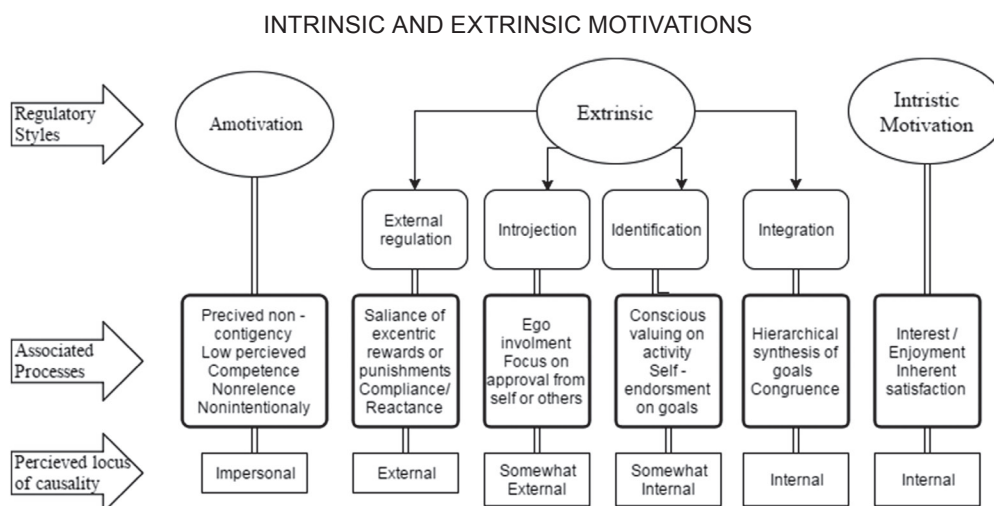 INTRINSIC AND EXTRINSIC MOTIVATIONS
Regulatory
Styles
Amotivation
Extrinsic
Intristic
Motivation
External
regulation
Introjection
Identification
Integration
Associated
Processes
Precived non -
contigency
Low percieved
Competence
Nonrelence
Nonintentionaly
Saliance of
excentric
rewards or
punishments
Compliance/
Reactance
Ego
involment
Focus on
approval from
self or others
Conscious
valuing on
activity Self -
endorsment
on goals
Hierarchical
synthesis of
goals
Congruence
Interest /
Enjoyment
Inherent
satisfaction
Percieved locus
of causality
Impersonal
External
Somewhat
External
Somewhat
Internal
Internal
Internal